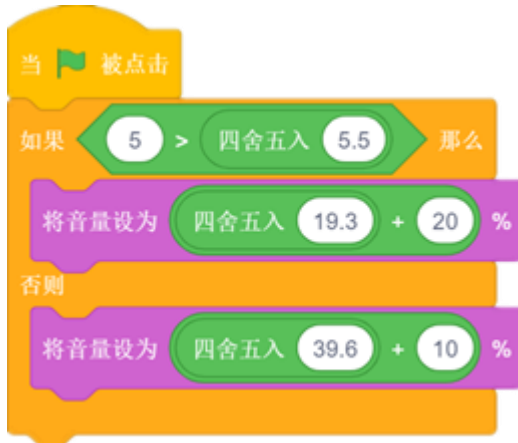 当 被点击
如果 5 > 四舍五入 5.5 那么
将音量设为 四舍五入 19.3 + 20 %
否则
将音量设为 四舍五入 39.6 + 10 %